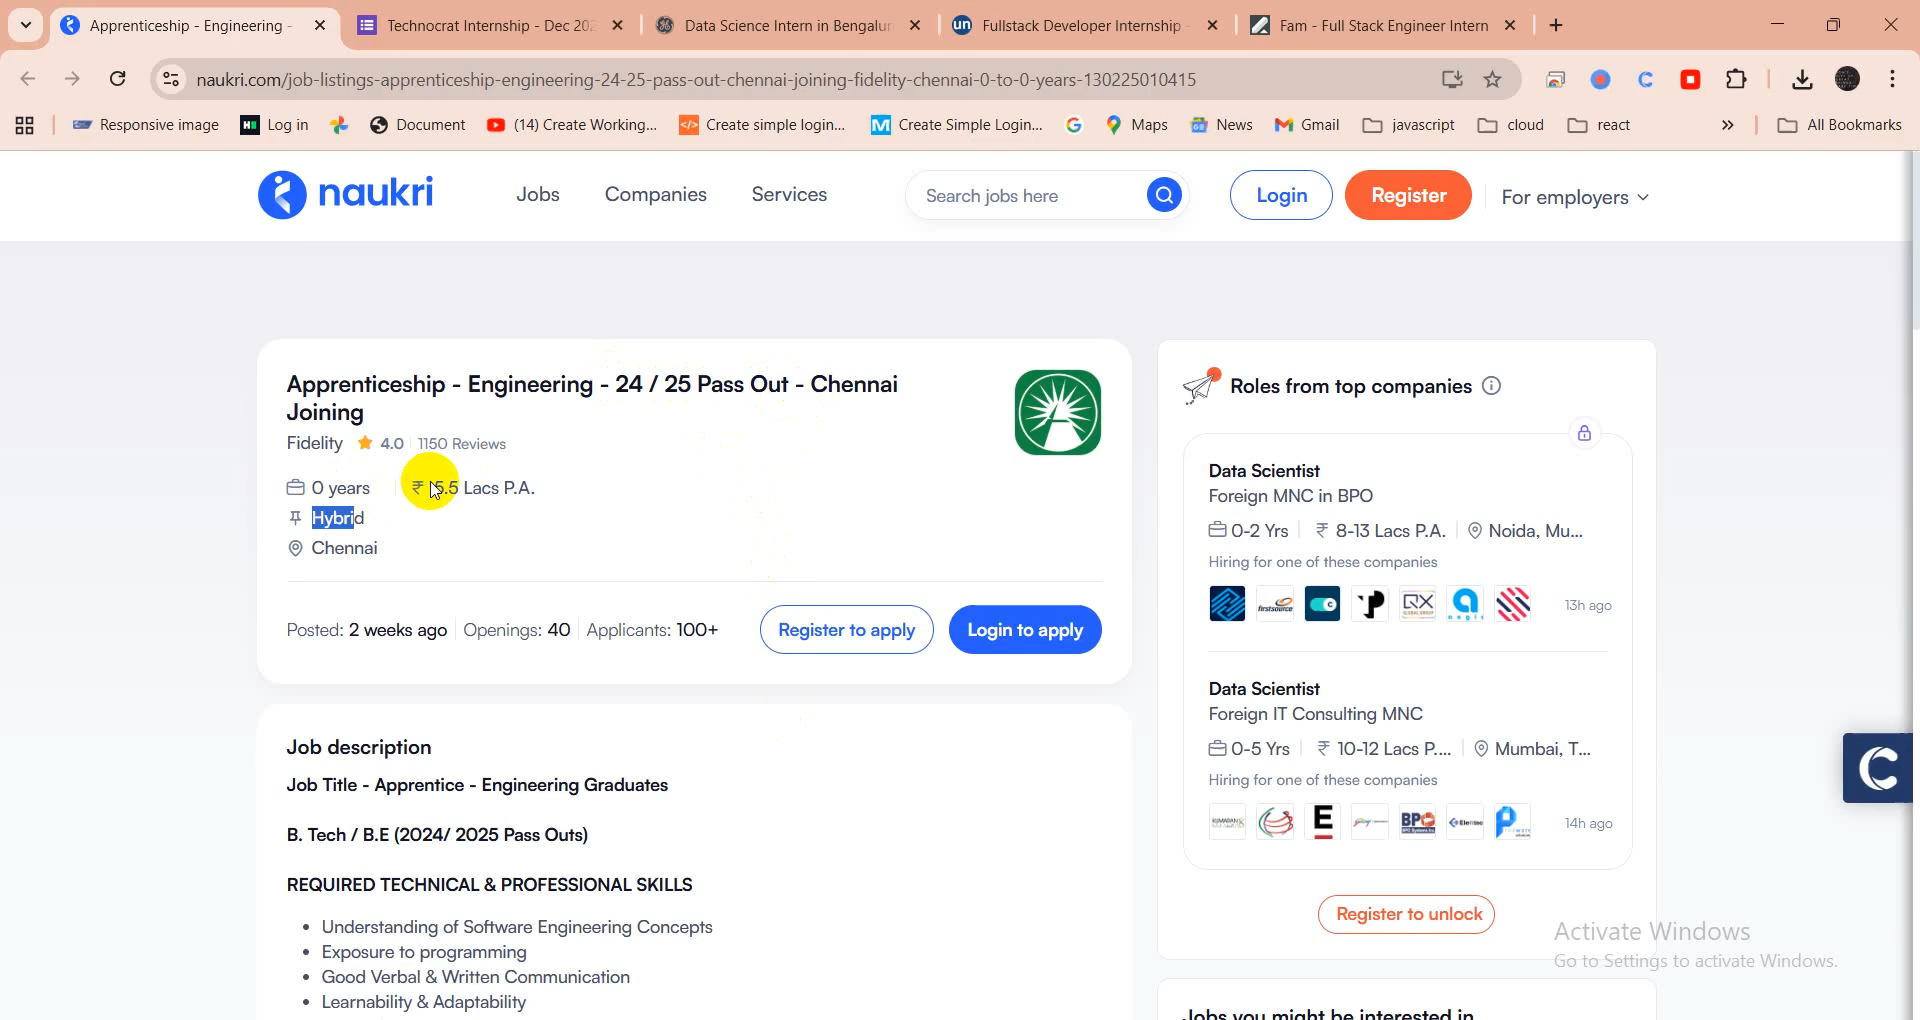 Apprenticeship - Engineering -
Technocrat Internship - Dec 202
Data Science Intern in Bengalur
Fullstack Developer Internship -
Fam - Full Stack Engineer Intern
naukri.com/job-listings-apprenticeship-engineering-24-25-pass-out-chennai-joining-fidelity-chennai-0-to-0-years-130225010415
Responsive image
Log in
Document
(14) Create Working...
Create simple login...
Create Simple Login...
Maps
News
Gmail
javascript
cloud
react
All Bookmarks
naukri
Jobs
Companies
Services
Search jobs here
Login
Register
For employers
Apprenticeship - Engineering - 24 / 25 Pass Out - Chennai
Joining
Fidelity 4.0 1150 Reviews
0 years ₹ 5.5 Lacs P.A.
Hybrid
Chennai
Posted: 2 weeks ago Openings: 40 Applicants: 100+
Register to apply
Login to apply
Job description
Job Title - Apprentice - Engineering Graduates
B. Tech / B.E (2024/ 2025 Pass Outs)
REQUIRED TECHNICAL & PROFESSIONAL SKILLS
• Understanding of Software Engineering Concepts
• Exposure to programming
• Good Verbal & Written Communication
• Learnability & Adaptability
Roles from top companies
Data Scientist
Foreign MNC in BPO
0-2 Yrs ₹ 8-13 Lacs P.A. Noida, Mu...
Hiring for one of these companies
firstsource
13h ago
Data Scientist
Foreign IT Consulting MNC
0-5 Yrs ₹ 10-12 Lacs P.... Mumbai, T...
Hiring for one of these companies
14h ago
Register to unlock
Jobs you might be interested in
Activate Windows
Go to Settings to activate Windows.